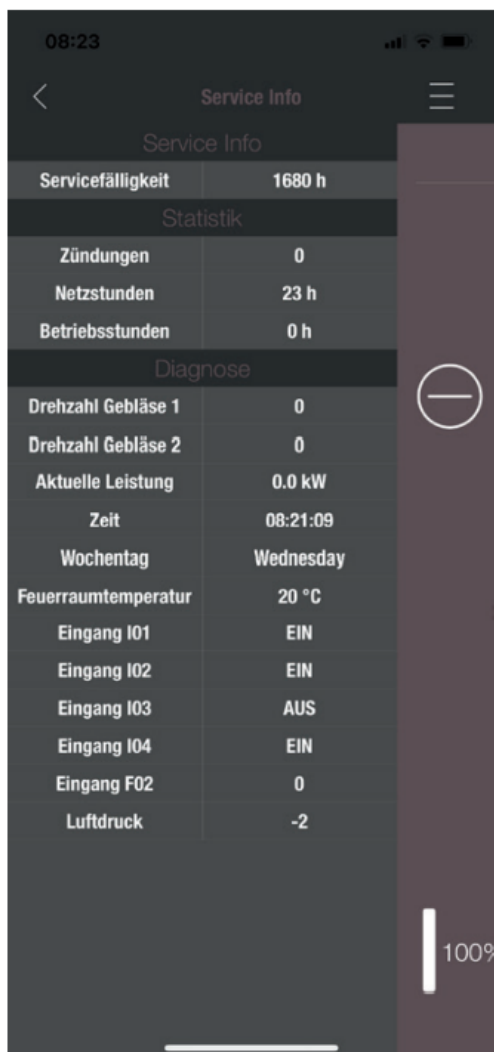 08:23
Service Info
Service Info
Servicefälligkeit 1680 h
Statistik
Zündungen 0
Netzstunden 23 h
Betriebsstunden 0 h
Diagnose
Drehzahl Gebläse 1 0
Drehzahl Gebläse 2 0
Aktuelle Leistung 0.0 kW
Zeit 08:21:09
Wochentag Wednesday
Feuerraumtemperatur 20 °C
Eingang I01 EIN
Eingang I02 EIN
Eingang I03 AUS
Eingang I04 EIN
Eingang F02 0
Luftdruck -2
100%